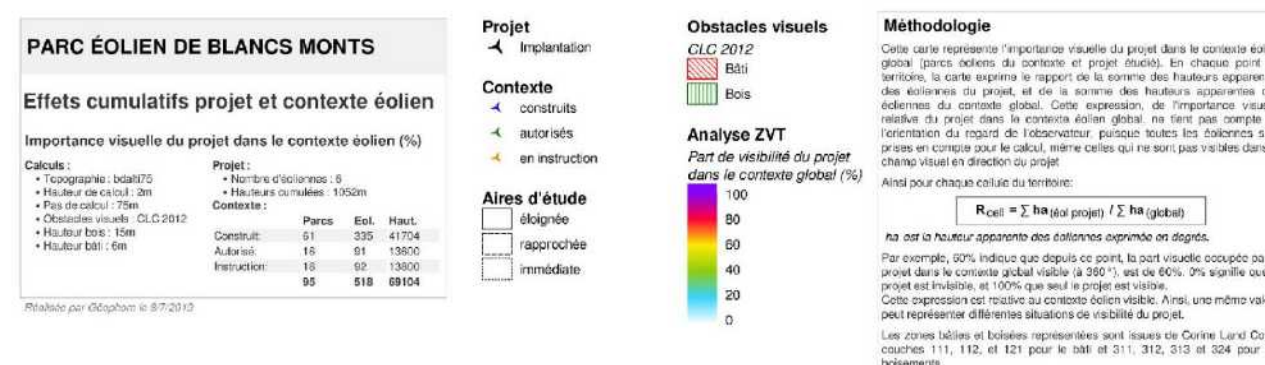 PARC ÉOLIEN DE BLANCS MONTS
Effets cumulatifs projet et contexte éolien
Importance visuelle du projet dans le contexte éolien (%)
Calculs :
• Topographie : bdalti75
• Hauteur de calcul : 2m
• Pas de calcul : 75m
• Obstacles visuels : CLC 2012
• Hauteur bois : 15m
• Hauteur bâti : 6m
Projet :
• Nombre d'éoliennes : 6
• Hauteurs cumulées : 1052m
Contexte :
Parcs Eol. Haut.
Construit: 61 335 41704
Autorisé: 16 91 13600
Instruction: 16 92 13800
95 518 69104
Réalisée par Géophom le 8/7/2019
Projet
Implantation
Contexte
construits
autorisés
en instruction
Aires d'étude
éloignée
rapprochée
immédiate
Obstacles visuels
CLC 2012
Bâti
Bois
Analyse ZVT
Part de visibilité du projet
dans le contexte global (%)
100
80
60
40
20
0
Méthodologie
Cette carte représente l'importance visuelle du projet dans le contexte éol
global (parcs éoliens du contexte et projet étudié). En chaque point
territoire, la carte exprime le rapport de la somme des hauteurs apparen
des éoliennes du projet, et de la somme des hauteurs apparentes d
éoliennes du contexte global. Cette expression, de l'importance visue
relative du projet dans le contexte éolien global, ne tient pas compte
l'orientation du regard de l'observateur, puisque toutes les éoliennes s
prises en compte pour le calcul, même celles qui ne sont pas visibles dans
champ visuel en direction du projet
Ainsi pour chaque cellule du territoire:
Rcell = ∑ ha (éol projet) / ∑ ha (global)
ha est la hauteur apparente des éoliennes exprimée en degrés.
Par exemple, 60% indique que depuis ce point, la part visuelle occupée pa
projet dans le contexte global visible (à 360°), est de 60%. 0% signifie que
projet est invisible, et 100% que seul le projet est visible.
Cette expression est relative au contexte éolien visible. Ainsi, une même val
peut représenter différentes situations de visibilité du projet.
Les zones bâties et boisées représentées sont issues de Corine Land Co
couches 111, 112, et 121 pour le bâti et 311, 312, 313 et 324 pour
boisements